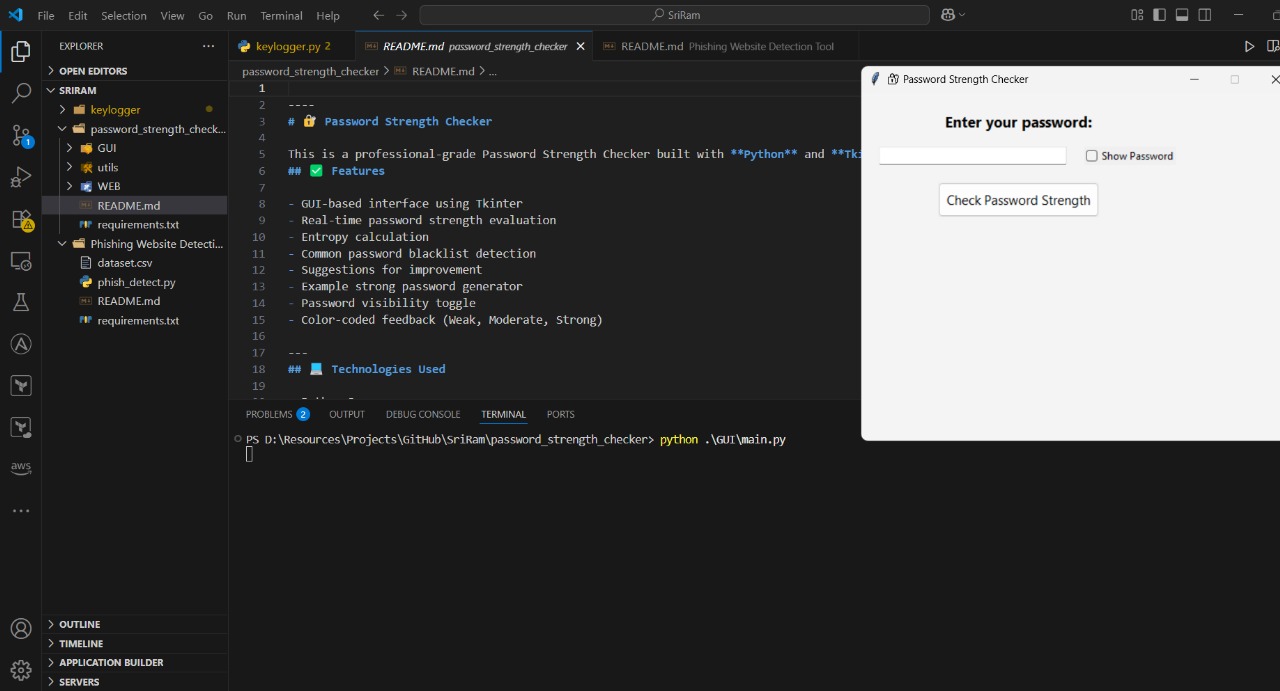 File Edit Selection View Go Run Terminal Help
SriRam
EXPLORER
OPEN EDITORS
SRIRAM
keylogger
password_strength_check...
GUI
utils
WEB
README.md
requirements.txt
Phishing Website Detecti...
dataset.csv
phish_detect.py
README.md
requirements.txt
OUTLINE
TIMELINE
APPLICATION BUILDER
SERVERS
1
aws
keylogger.py 2
README.md password_strength_checker
README.md Phishing Website Detection Tool
password_strength_checker > README.md > ...
1
2 ----
3 # 🔐 Password Strength Checker
4
5 This is a professional-grade Password Strength Checker built with **Python** and **Tki
6 ## ✅ Features
7
8 - GUI-based interface using Tkinter
9 - Real-time password strength evaluation
10 - Entropy calculation
11 - Common password blacklist detection
12 - Suggestions for improvement
13 - Example strong password generator
14 - Password visibility toggle
15 - Color-coded feedback (Weak, Moderate, Strong)
16
17 ---
18 ## 💻 Technologies Used
19
PROBLEMS 2 OUTPUT DEBUG CONSOLE TERMINAL PORTS
PS D:\Resources\Projects\GitHub\SriRam\password_strength_checker> python .\GUI\main.py
🔐 Password Strength Checker
Enter your password:
Show Password
Check Password Strength